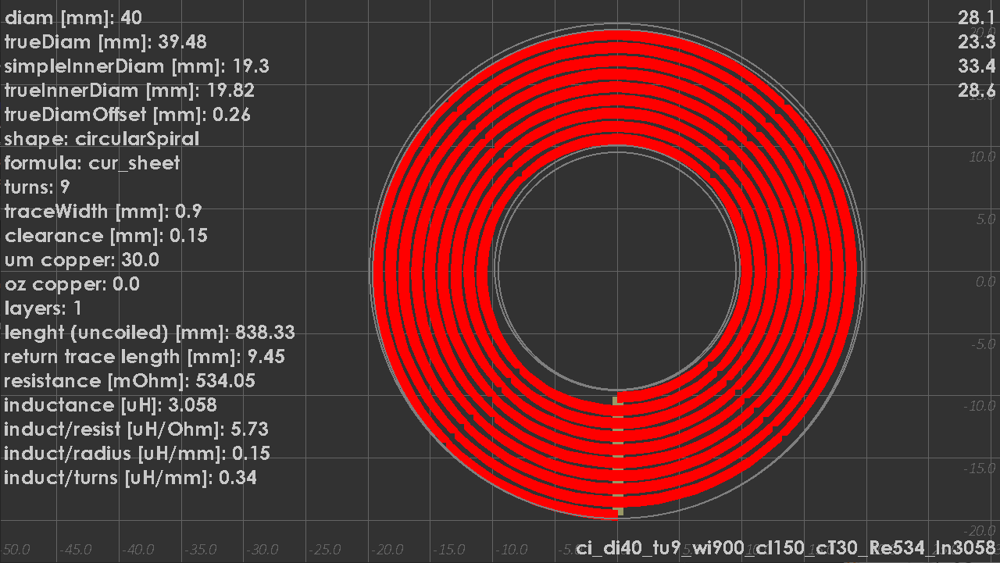 diam [mm]: 40
trueDiam [mm]: 39.48
simpleInnerDam [mm]: 19.3
trueInnerDiam [mm]: 19.82
trueDiamOffset [mm]: 0.26
shape: circularSpiral
formula: cur_sheet
turns: 9
traceWidth [mm]: 0.9
clearance [mm]: 0.15
um copper: 30.0
oz copper: 0.0
layers: 1
lenght (uncoiled) [mm]: 838.33
return trace length [mm]: 9.45
resistance [mOhm]: 534.05
inductance [uH]: 3.058
induct/resist [uH/Ohm]: 5.73
induct/radius [uH/mm]: 0.15
induct/turns [uH/mm]: 0.34
28.1
20.0
23.3
33.4
28.6
15.0
10.0
5.0
0.0
-5.0
-10.0
-15.0
-20.0
50.0 -45.0 -40.0 -35.0 -30.0 -25.0 -20.0 -15.0 -10.0 -5.0
ci_di40_tu9_wi900_cl150_cT30_Re534_In3058